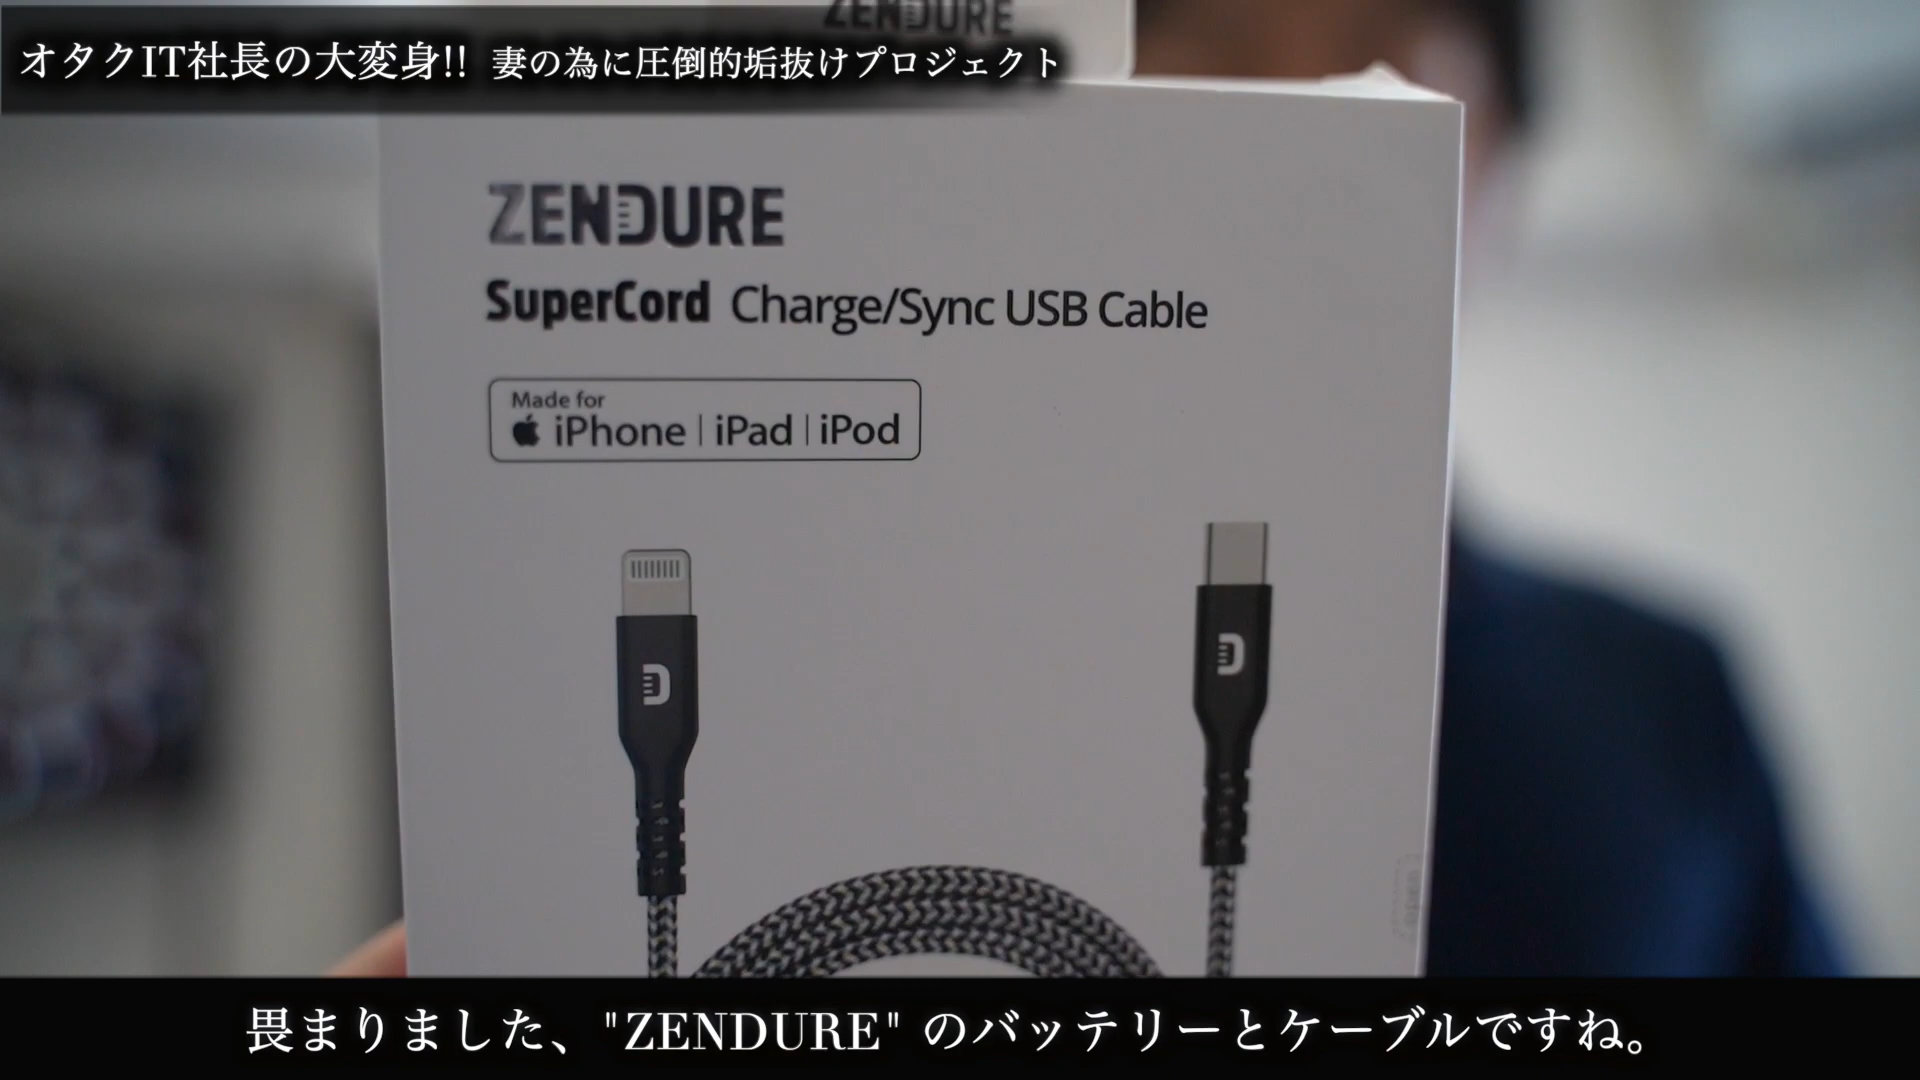 ZENDURE
オタクIT社長の大変身!! 妻の為に圧倒的垢抜けプロジェクト
ZENDURE
SuperCord Charge/Sync USB Cable
Made for
iPhone | iPad | iPod
畏まりました、"ZENDURE" のバッテリーとケーブルですね。